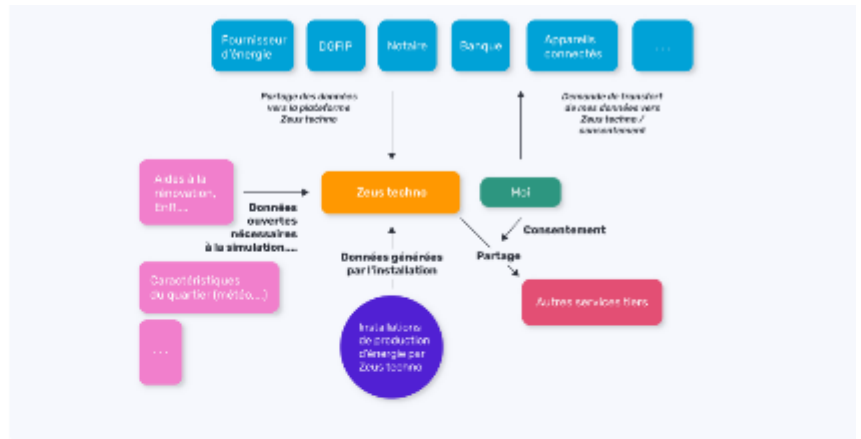 Fournisseur
d'énergie
DGFIP
Notaire
Banque
Appareils
connectés
...
Partage des données
vers la plateforme
Zeus techno
Demande de transfert
de mes données vers
Zeus techno /
consentement
Aides à la
rénovation,
...
Données
ouvertes
nécessaires
à la simulation....
Zeus techno
Moi
Consentement
Partage
Données générées
par l'installation
Caractéristiques
du quartier (météo....)
...
Installations
de production
d'énergie par
Zeus techno
Autres services tiers